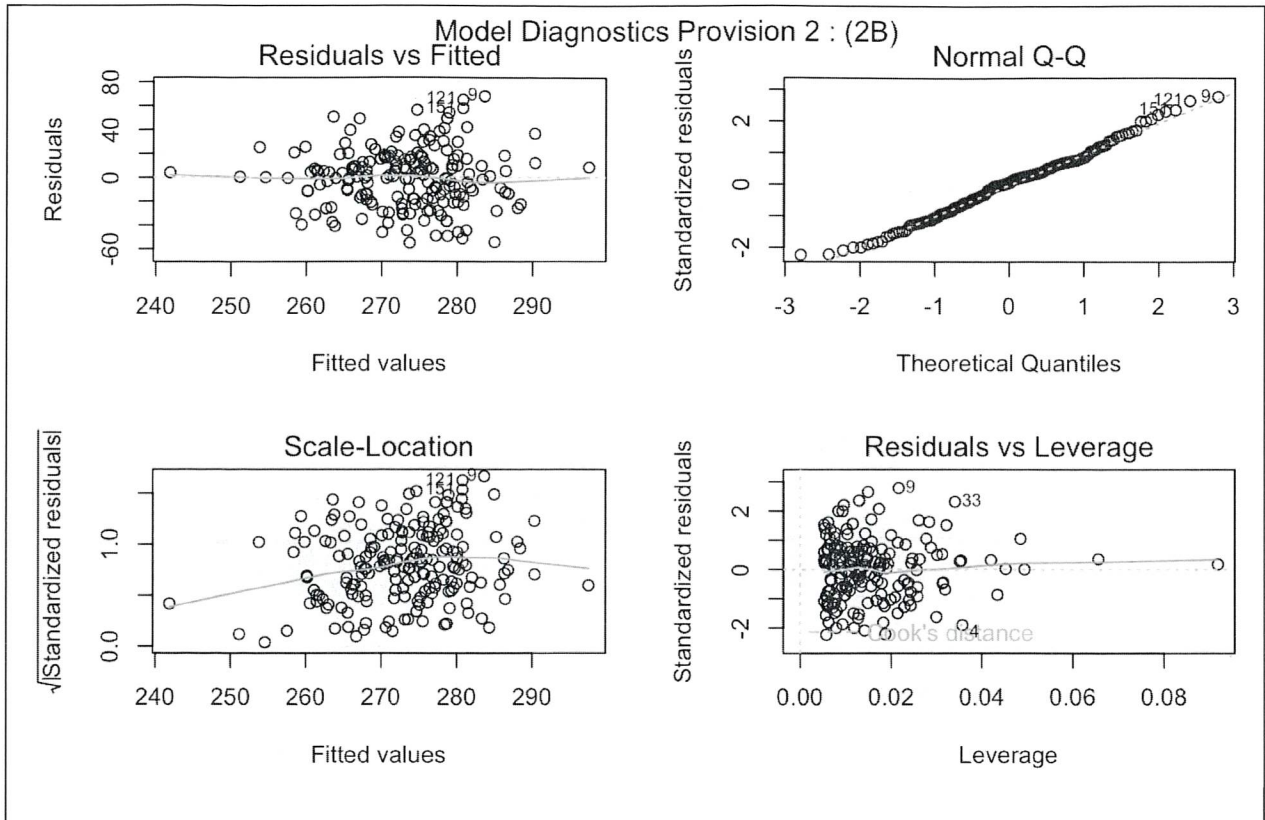 Model Diagnostics Provision 2 : (2B)
Residuals vs Fitted
Residuals
80
40
0
-60
121 9
151
240 250 260 270 280 290
Fitted values
Normal Q-Q
Standardized residuals
2
0
-2
151 121 9
-3 -2 -1 0 1 2 3
Theoretical Quantiles
Scale-Location
√|Standardized residuals|
1.0
0.0
121 9
151
240 250 260 270 280 290
Fitted values
Residuals vs Leverage
Standardized residuals
2
0
-2
9
33
4
Cook's distance
0.00 0.02 0.04 0.06 0.08
Leverage